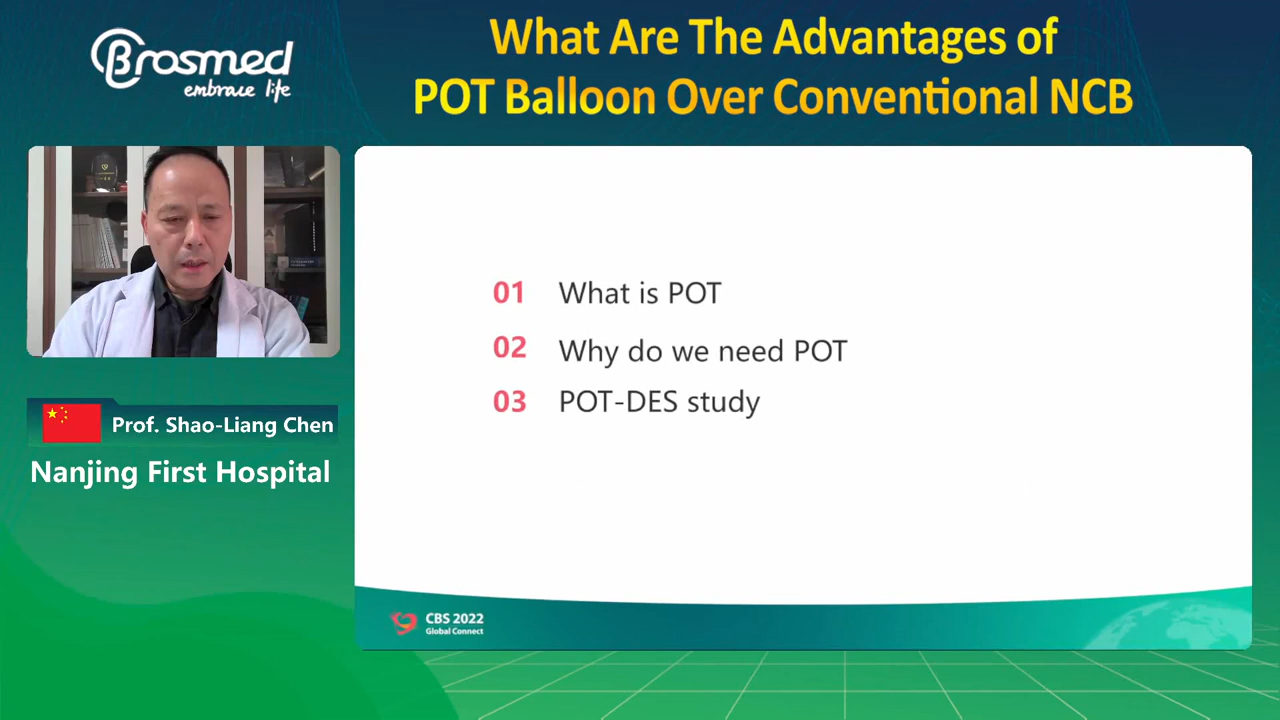 Brosmed
embrace life
What Are The Advantages of
POT Balloon Over Conventional NCB
Prof. Shao-Liang Chen
Nanjing First Hospital
01 What is POT
02 Why do we need POT
03 POT-DES study
CBS 2022
Global Connect